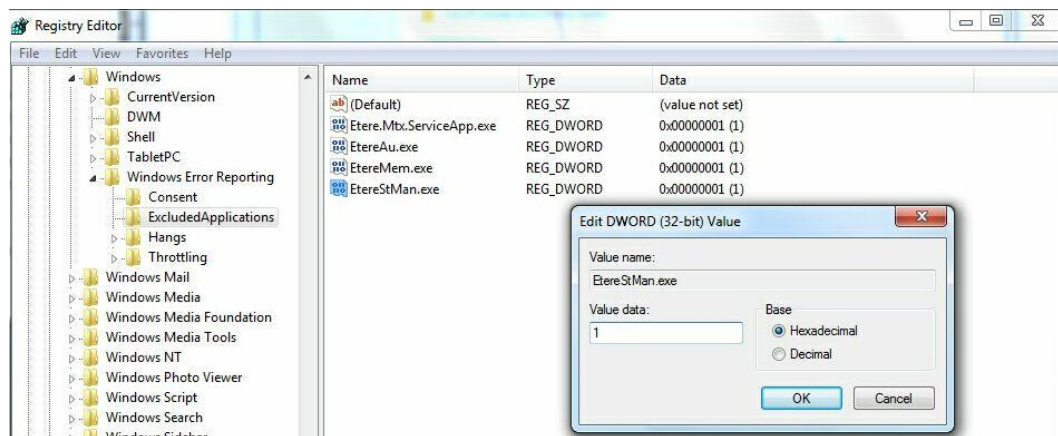 Registry Editor
File Edit View Favorites Help
Windows
CurrentVersion
DWM
Shell
TabletPC
Windows Error Reporting
Consent
ExcludedApplications
Hangs
Throttling
Windows Mail
Windows Media
Windows Media Foundation
Windows Media Tools
Windows NT
Windows Photo Viewer
Windows Script
Windows Search
Windows Sidebar
Name Type Data
(Default) REG_SZ (value not set)
Etere.Mtx.ServiceApp.exe REG_DWORD 0x00000001 (1)
EtereAu.exe REG_DWORD 0x00000001 (1)
EtereMem.exe REG_DWORD 0x00000001 (1)
EtereStMan.exe REG_DWORD 0x00000001 (1)
Edit DWORD (32-bit) Value
Value name:
EtereStMan.exe
Value data: Base
1 Hexadecimal
Decimal
OK Cancel